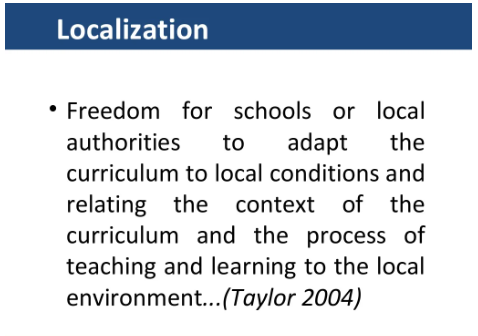 Localization
• Freedom for schools or local
authorities to adapt the
curriculum to local conditions and
relating the context of the
curriculum and the process of
teaching and learning to the local
environment...(Taylor 2004)